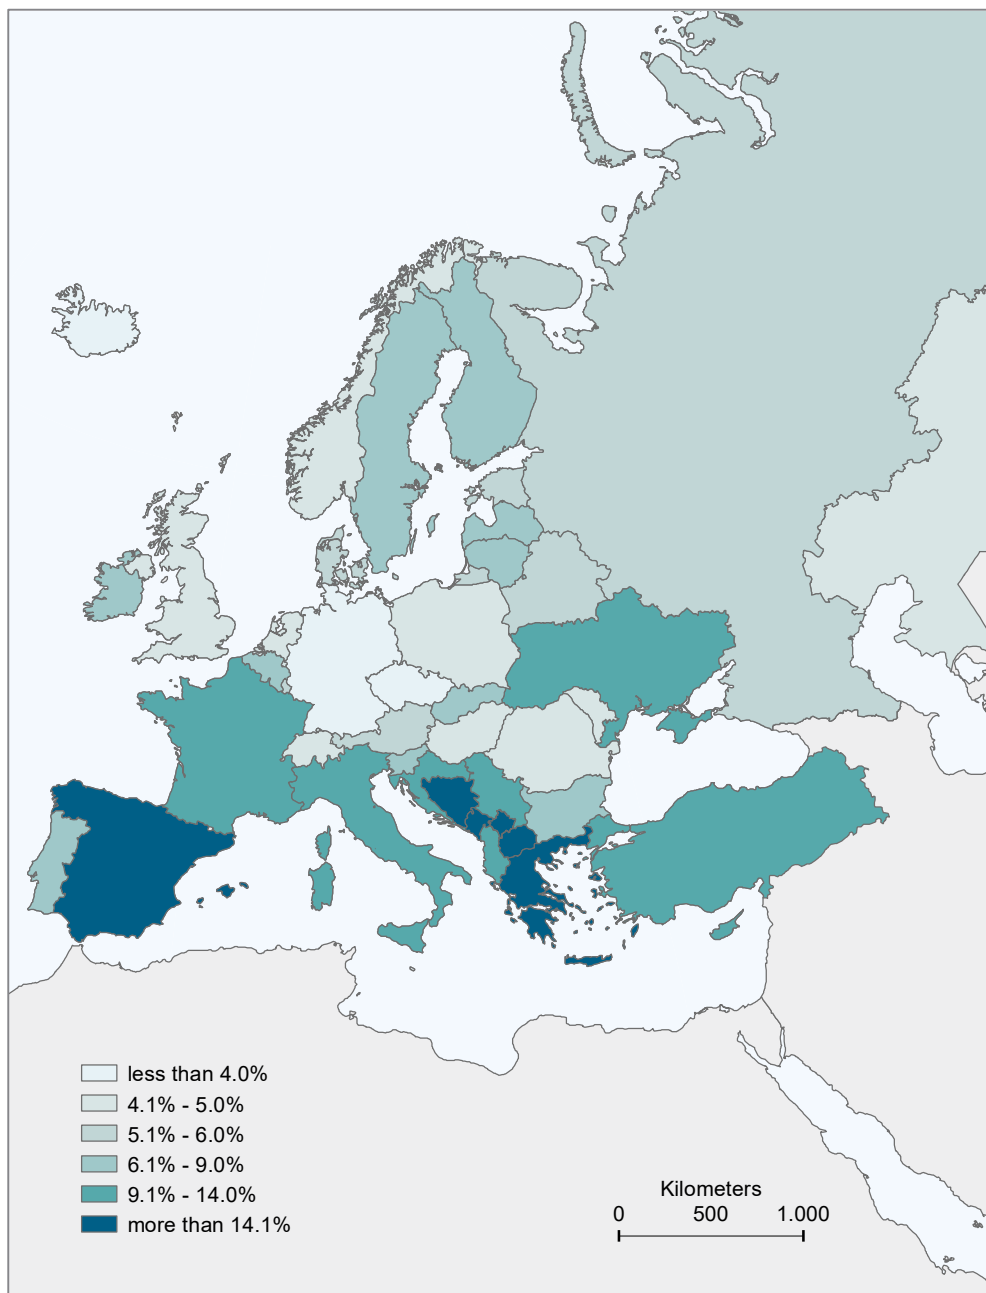 less than 4.0%
4.1% - 5.0%
5.1% - 6.0%
6.1% - 9.0%
9.1% - 14.0%
more than 14.1%
Kilometers
0 500 1.000